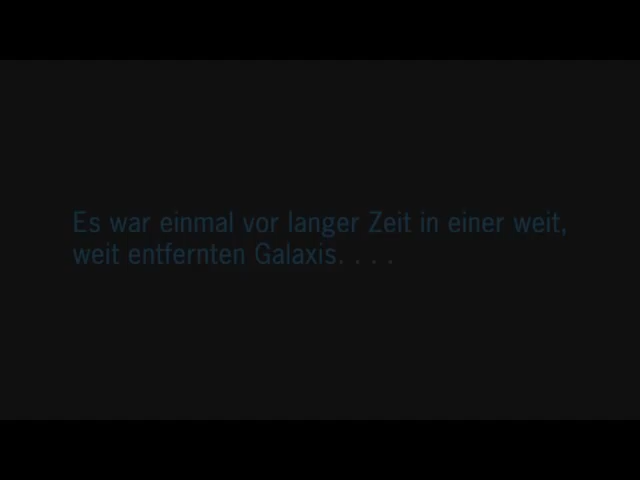 Es war einmal vor langer Zeit in einer weit,
weit entfernten Galaxis. . . .